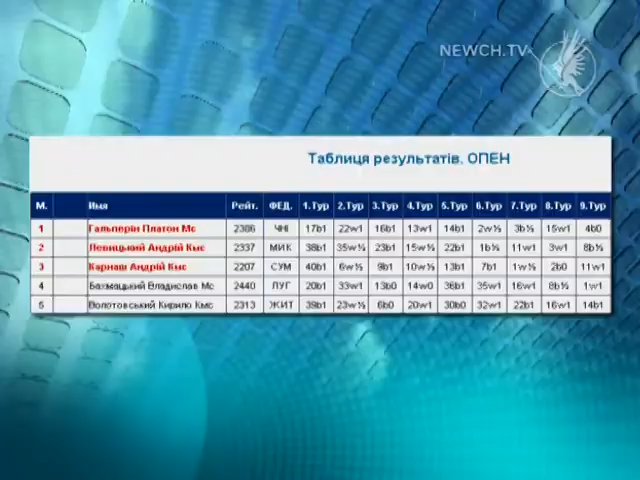 NEWCH.TV
Таблиця результатів. ОПЕН
М. Имя Рейт. ФЕД. 1.Тур 2.Тур 3.Тур 4.Тур 5.Тур 6.Тур 7.Тур 8.Тур 9.Тур
1 Гальперін Платон Мс 2386 ЧНІ 17b1 22w1 16b1 13w1 14b1 2w½ 3b½ 15w1 4b0
2 Левицький Андрій Кмс 2337 МИК 38b1 35w½ 23b1 15w½ 22b1 1b½ 11w1 3w1 8b½
3 Карнаш Андрій Кмс 2207 СУМ 40b1 6w½ 9b1 10w½ 13b1 7b1 1w½ 2b0 11w1
4 Бахмацький Владислав Мс 2440 ЛУГ 20b1 33w1 13b0 14w0 36b1 35w1 16w1 8b½ 1w1
5 Волотовський Кирило Кмс 2313 ЖИТ 39b1 23w½ 6b0 20w1 30b0 32w1 22b1 16w1 14b1